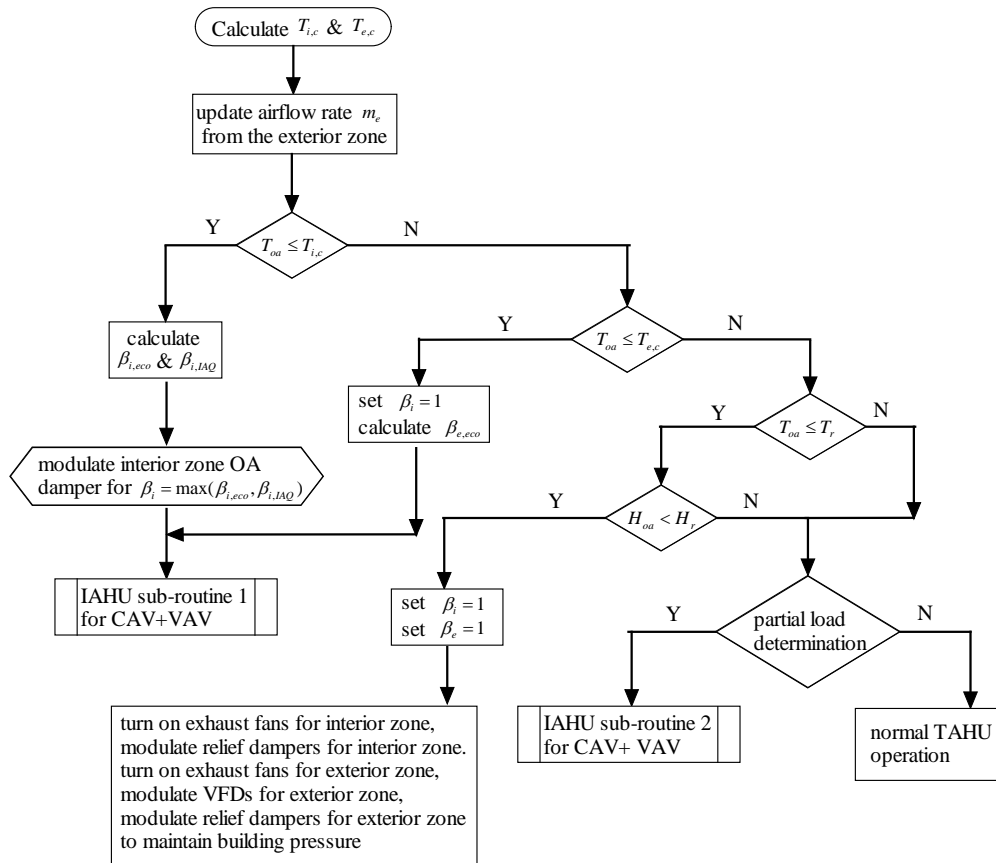 Calculate T_{i,c} & T_{e,c}
update airflow rate m_e
from the exterior zone
Y
N
T_{oa} ≤ T_{i,c}
Y
N
T_{oa} ≤ T_{e,c}
calculate
β_{i,eco} & β_{i,IAQ}
set β_i = 1
calculate β_{e,eco}
Y
N
T_{oa} ≤ T_r
modulate interior zone OA
damper for β_i = max(β_{i,eco}, β_{i,IAQ})
Y
N
H_{oa} < H_r
IAHU sub-routine 1
for CAV+VAV
set β_i = 1
set β_e = 1
Y
N
partial load
determination
turn on exhaust fans for interior zone,
modulate relief dampers for interior zone.
turn on exhaust fans for exterior zone,
modulate VFDs for exterior zone,
modulate relief dampers for exterior zone
to maintain building pressure
IAHU sub-routine 2
for CAV+ VAV
normal TAHU
operation